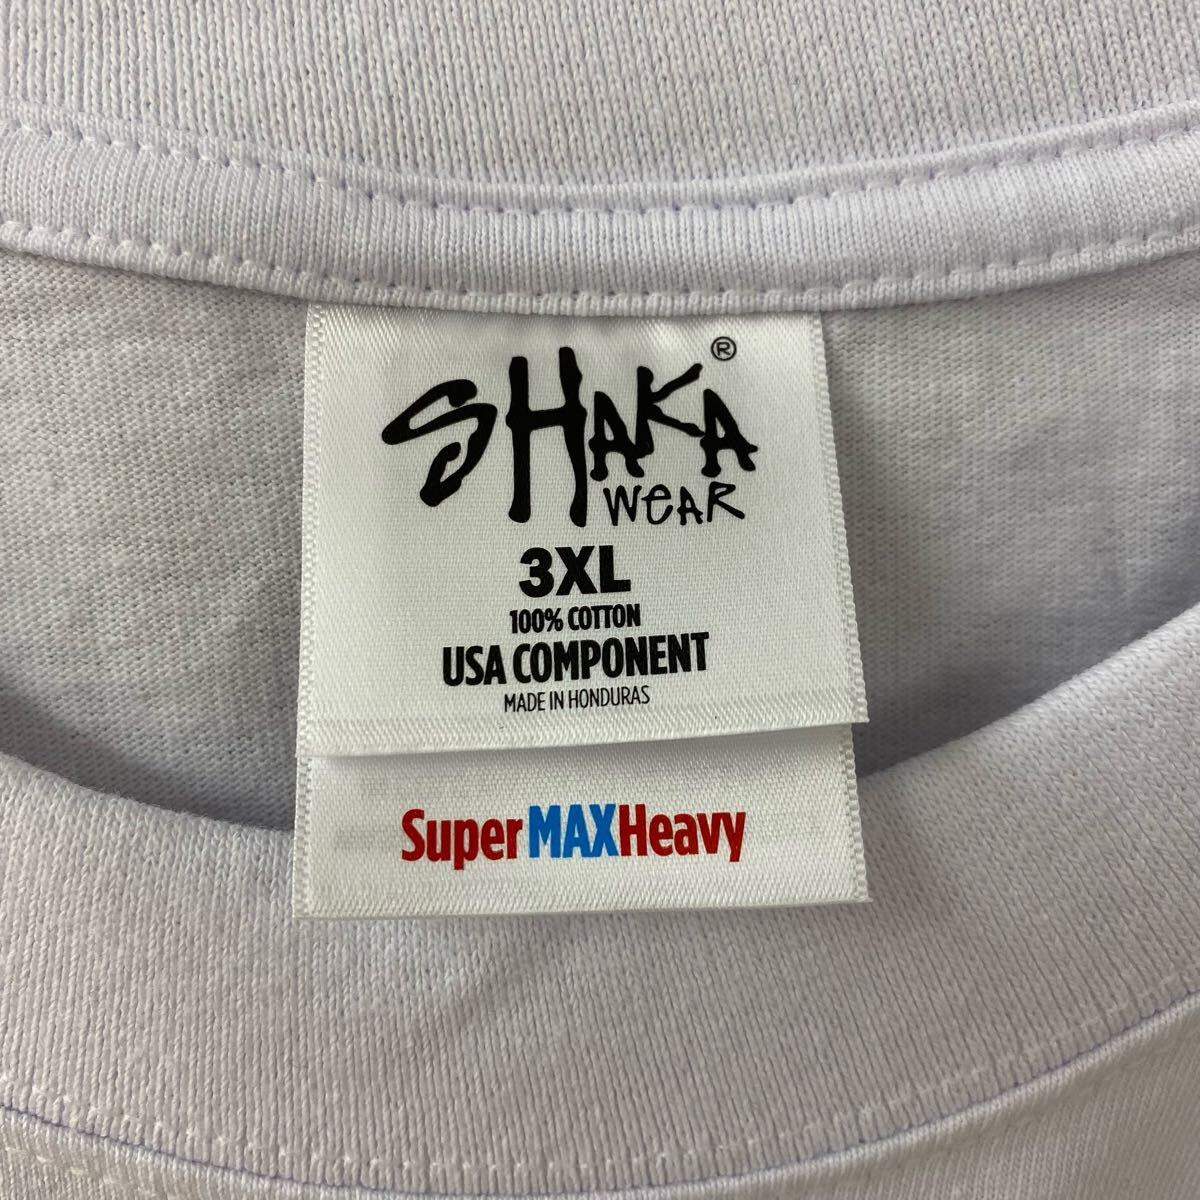 SHAKA ®
WEAR
3XL
100% COTTON
USA COMPONENT
MADE IN HONDURAS
SuperMAXHeavy